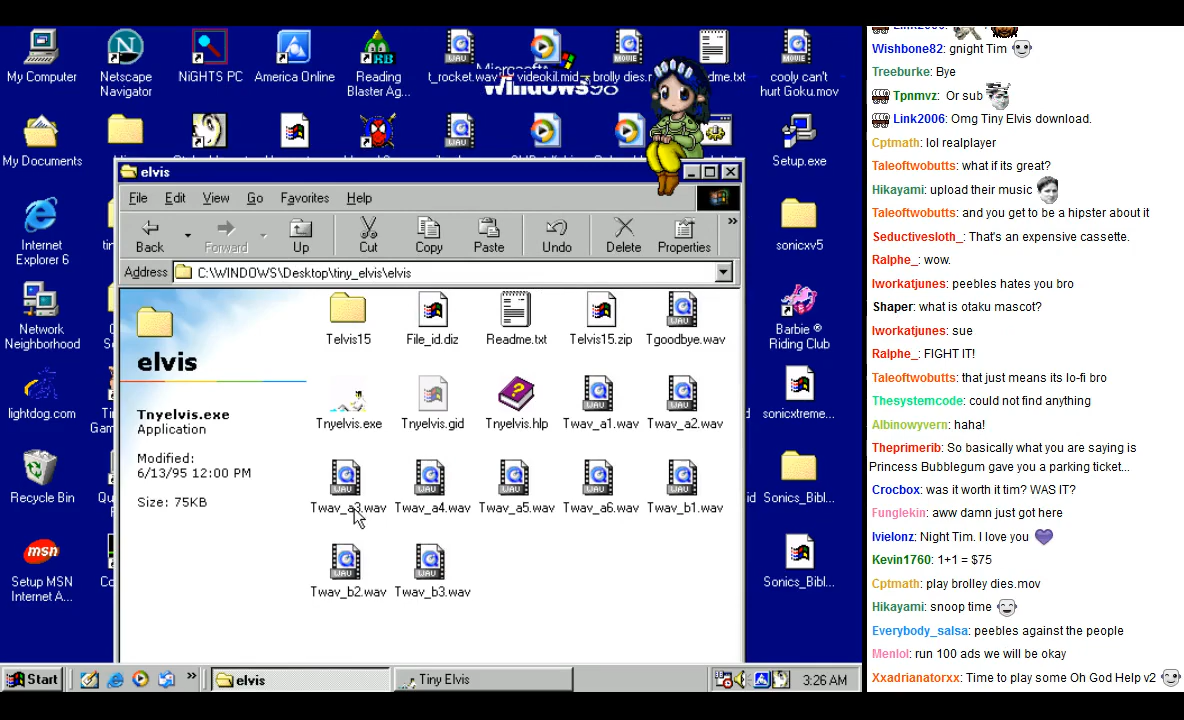 My Computer
Netscape
Navigator
NiGHTS PC
America Online
Reading
Blaster Ag...
t_rocket.wav
videokil.mid
brolly dies.m
dme.txt
cooly can't
hurt Goku.mov
Microsoft
Windows98
My Documents
Setup.exe
elvis
File Edit View Go Favorites Help
Back Forward Up Cut Copy Paste Undo Delete Properties
Address C:\WINDOWS\Desktop\tiny_elvis\elvis
Internet
Explorer 6
sonicxv5
elvis
Tnyelvis.exe
Application
Modified:
6/13/95 12:00 PM
Size: 75KB
Telvis15 File_id.diz Readme.txt Telvis15.zip Tgoodbye.wav
Tnyelvis.exe Tnyelvis.gid Tnyelvis.hlp Twav_a1.wav Twav_a2.wav
Twav_a3.wav Twav_a4.wav Twav_a5.wav Twav_a6.wav Twav_b1.wav
Twav_b2.wav Twav_b3.wav
Network
Neighborhood
Barbie ®
Riding Club
lightdog.com
sonicxtreme...
Recycle Bin
Sonics_Bibl...
msn
Setup MSN
Internet A...
Sonics_Bibl...
Start
elvis
Tiny Elvis
3:26 AM
Wishbone82: gnight Tim
Treeburke: Bye
Tpnmvz: Or sub
Link2006: Omg Tiny Elvis download.
Cptmath: lol realplayer
Taleoftwobutts: what if its great?
Hikayami: upload their music
Taleoftwobutts: and you get to be a hipster about it
Seductivesloth_: That's an expensive cassette.
Ralphe_: wow.
Iworkatjunes: peebles hates you bro
Shaper: what is otaku mascot?
Iworkatjunes: sue
Ralphe_: FIGHT IT!
Taleoftwobutts: that just means its lo-fi bro
Thesystemcode: could not find anything
Albinowyvern: haha!
Theprimerib: So basically what you are saying is
Princess Bubblegum gave you a parking ticket...
Crocbox: was it worth it tim? WAS IT?
Funglekin: aww damn just got here
Ivielonz: Night Tim. I love you
Kevin1760: 1+1 = $75
Cptmath: play brolley dies.mov
Hikayami: snoop time
Everybody_salsa: peebles against the people
Menlol: run 100 ads we will be okay
Xxadrianatorxx: Time to play some Oh God Help v2